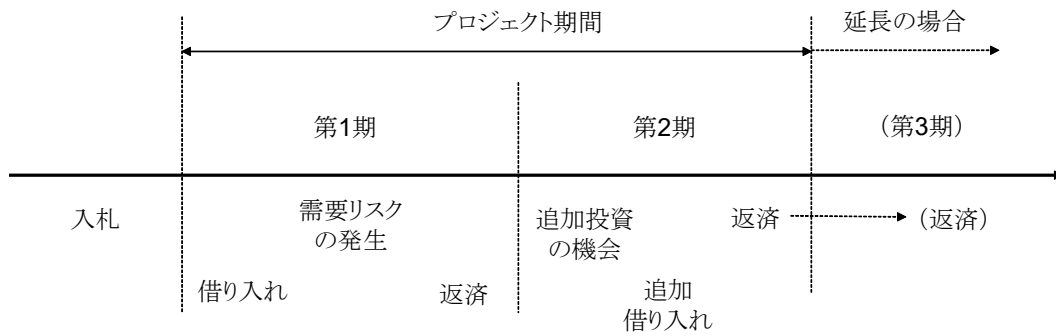 プロジェクト期間
延長の場合
第1期
第2期
(第3期)
入札
需要リスク
の発生
追加投資
の機会
返済
(返済)
借り入れ
返済
追加
借り入れ